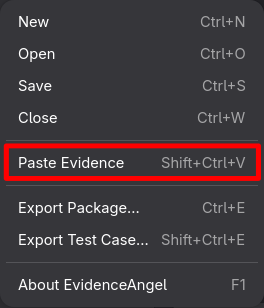 New Ctrl+N
Open Ctrl+O
Save Ctrl+S
Close Ctrl+W
Paste Evidence Shift+Ctrl+V
Export Package... Ctrl+E
Export Test Case... Shift+Ctrl+E
About EvidenceAngel F1